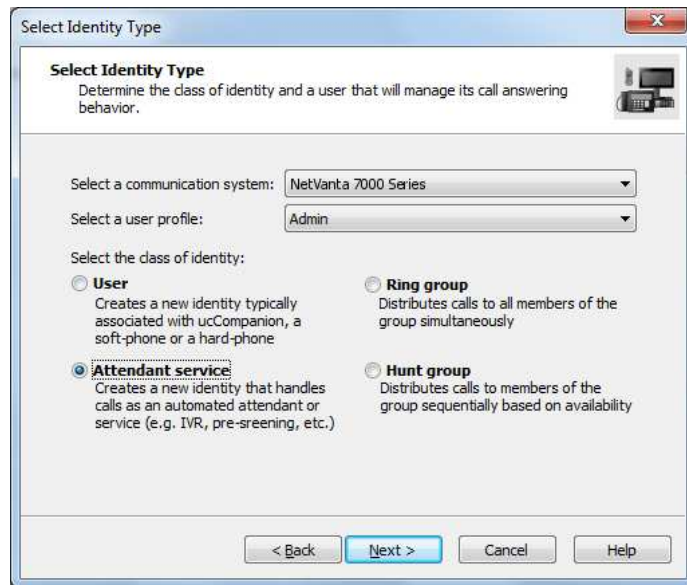 Select Identity Type
Select Identity Type
Determine the class of identity and a user that will manage its call answering
behavior.
Select a communication system:
NetVanta 7000 Series
Select a user profile:
Admin
Select the class of identity:
User
Creates a new identity typically
associated with ucCompanion, a
soft-phone or a hard-phone
Ring group
Distributes calls to all members of the
group simultaneously
Attendant service
Creates a new identity that handles
calls as an automated attendant or
service (e.g. IVR, pre-sreening, etc.)
Hunt group
Distributes calls to members of the
group sequentially based on availability
< Back
Next >
Cancel
Help